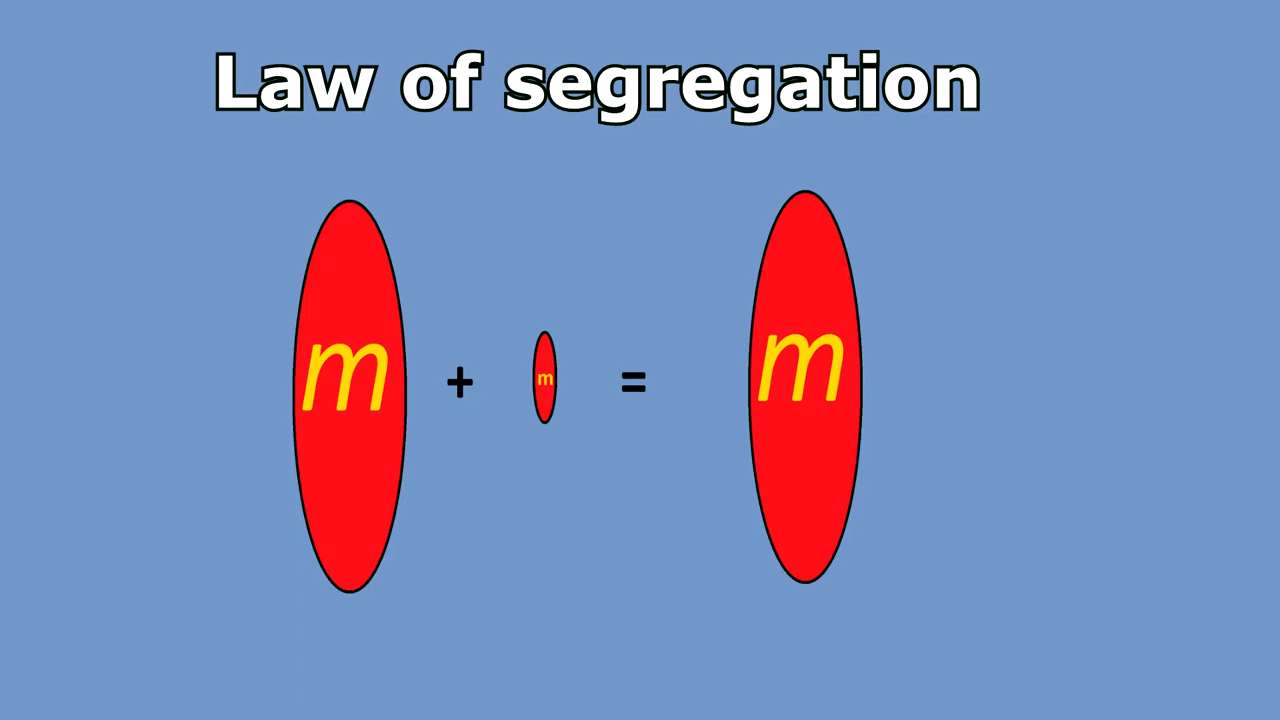 Law of segregation
m + m = m